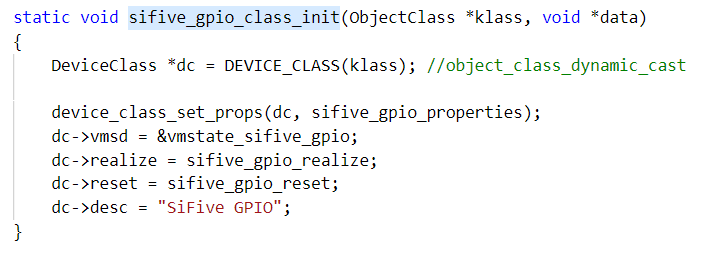 static void sifive_gpio_class_init(ObjectClass *klass, void *data)
{
    DeviceClass *dc = DEVICE_CLASS(klass); //object_class_dynamic_cast

    device_class_set_props(dc, sifive_gpio_properties);
    dc->vmsd = &vmstate_sifive_gpio;
    dc->realize = sifive_gpio_realize;
    dc->reset = sifive_gpio_reset;
    dc->desc = "SiFive GPIO";
}